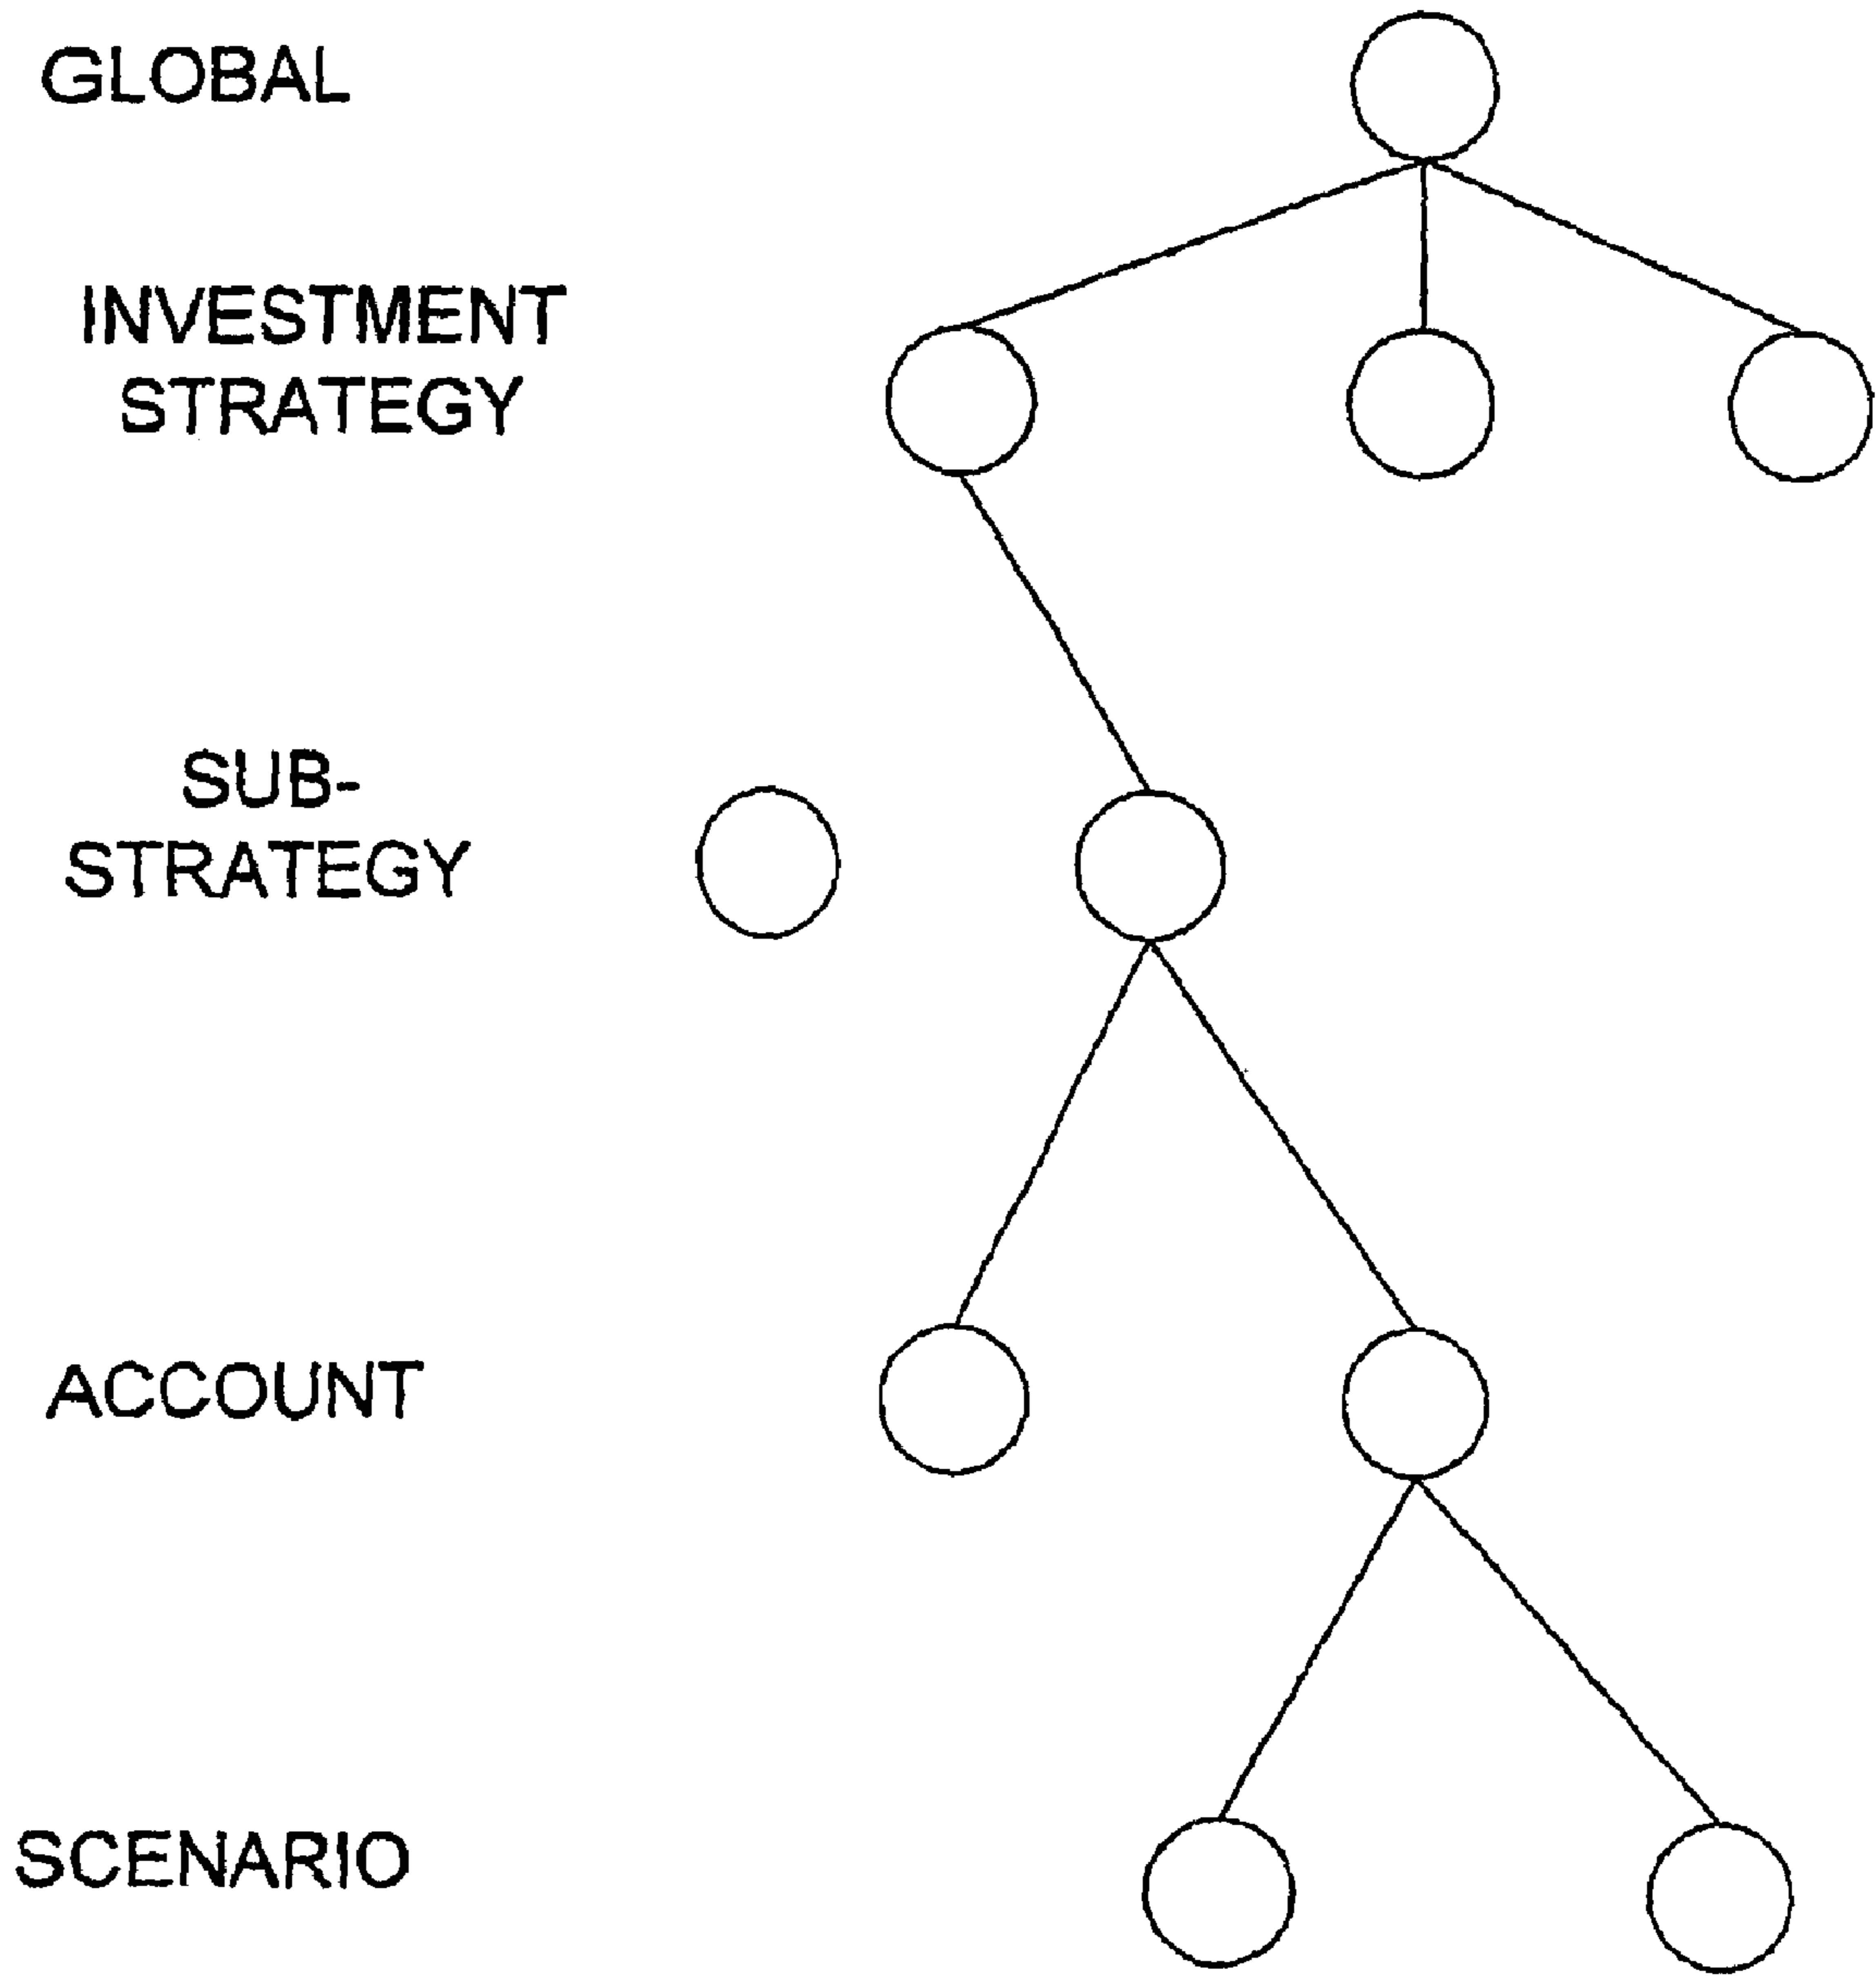 GLOBAL
INVESTMENT
STRATEGY
SUB-
STRATEGY
ACCOUNT
SCENARIO